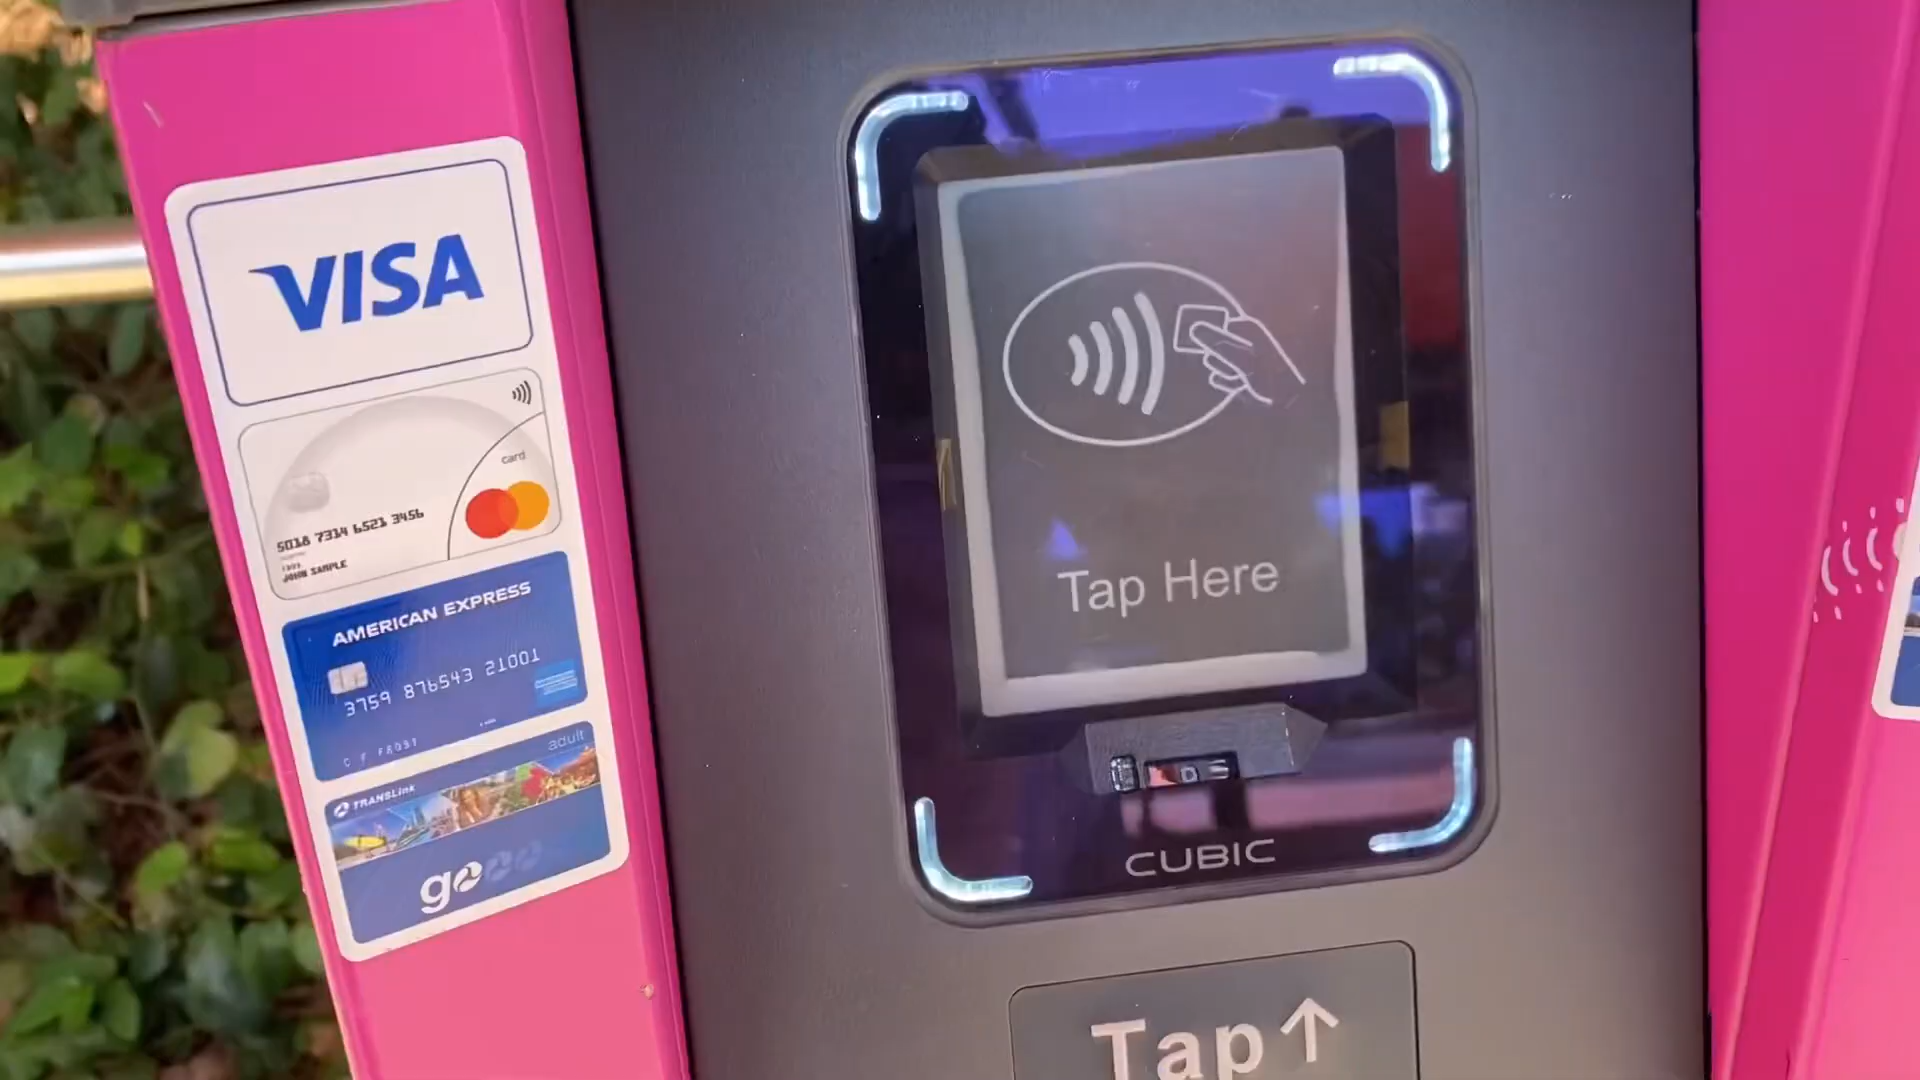 VISA
card
5018 7314 6521 3456
JOHN SAMPLE
AMERICAN EXPRESS
3759 876543 21001
C F FROST
adult
TRANSLink
go
Tap Here
CUBIC
Tap↑